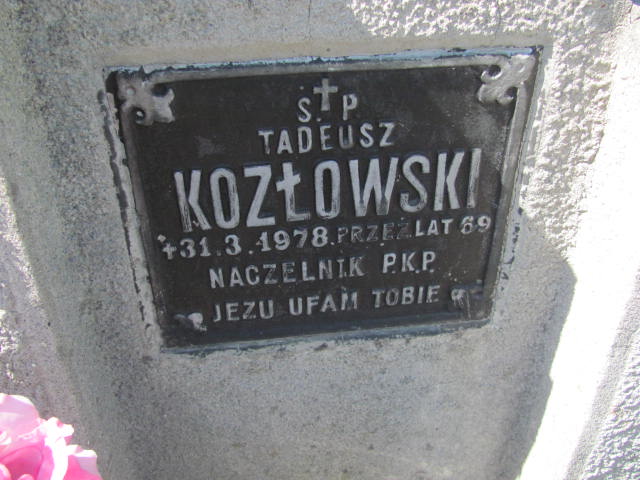 S. † P.
TADEUSZ
KOZŁOWSKI
+31.3.1978.PRZEŻ.LAT 69
NACZELNIK P.K.P.
JEZU UFAM TOBIE